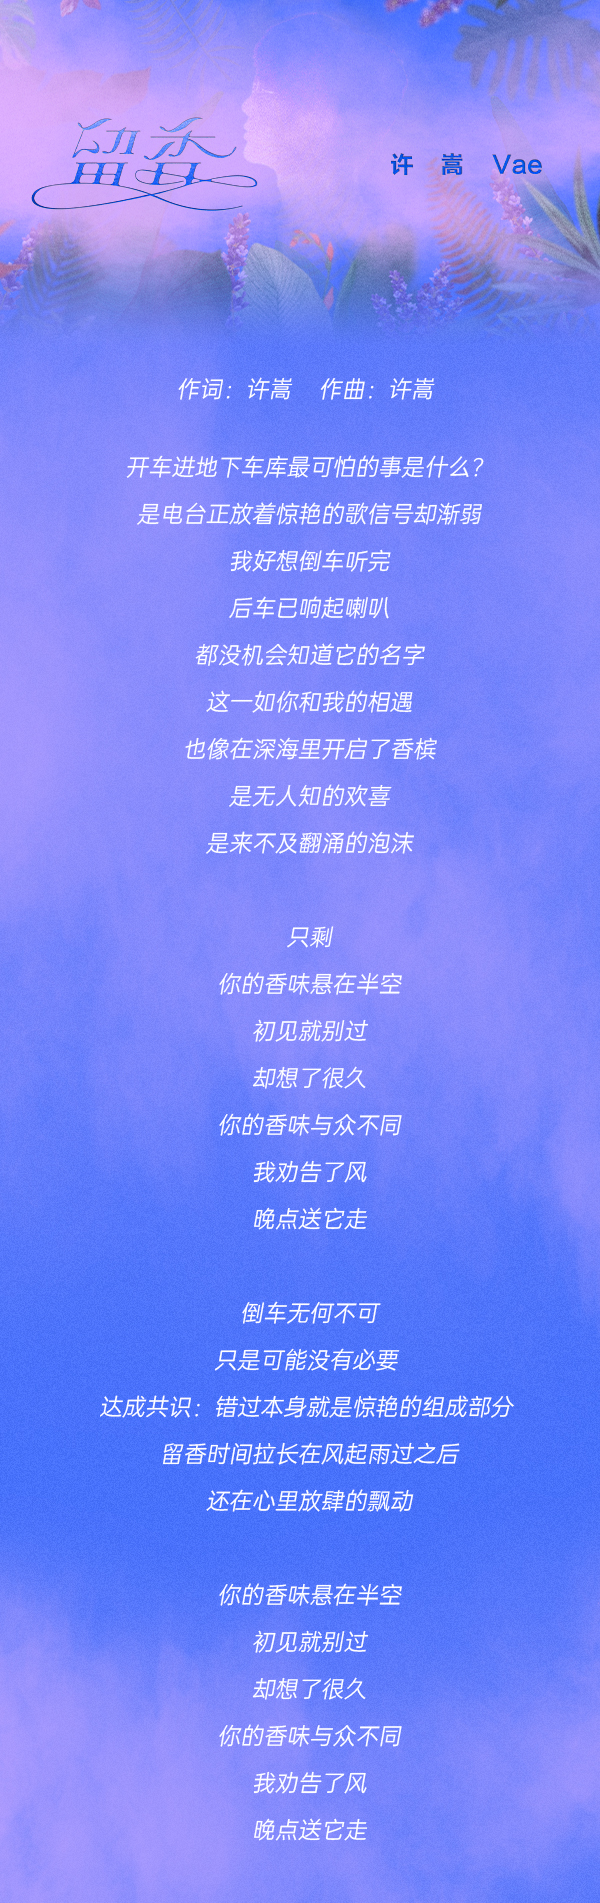 留香
许 嵩 Vae
作词：许嵩 作曲：许嵩
开车进地下车库最可怕的事是什么？
是电台正放着惊艳的歌信号却渐弱
我好想倒车听完
后车已响起喇叭
都没机会知道它的名字
这一如你和我的相遇
也像在深海里开启了香槟
是无人知的欢喜
是来不及翻涌的泡沫
只剩
你的香味悬在半空
初见就别过
却想了很久
你的香味与众不同
我劝告了风
晚点送它走
倒车无何不可
只是可能没有必要
达成共识：错过本身就是惊艳的组成部分
留香时间拉长在风起雨过之后
还在心里放肆的飘动
你的香味悬在半空
初见就别过
却想了很久
你的香味与众不同
我劝告了风
晚点送它走